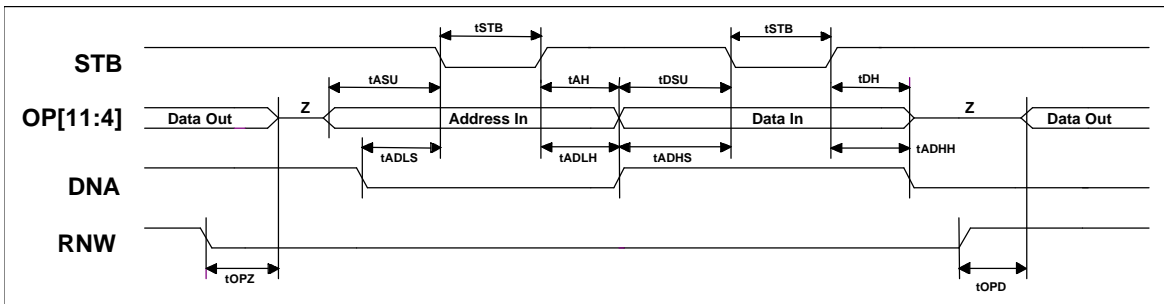 tSTB tSTB
STB
tASU tAH tDSU tDH
Z Z
OP[11:4] Data Out Address In Data In Data Out
tADLS tADLH tADHS tADHH
DNA
RNW
tOPZ tOPD